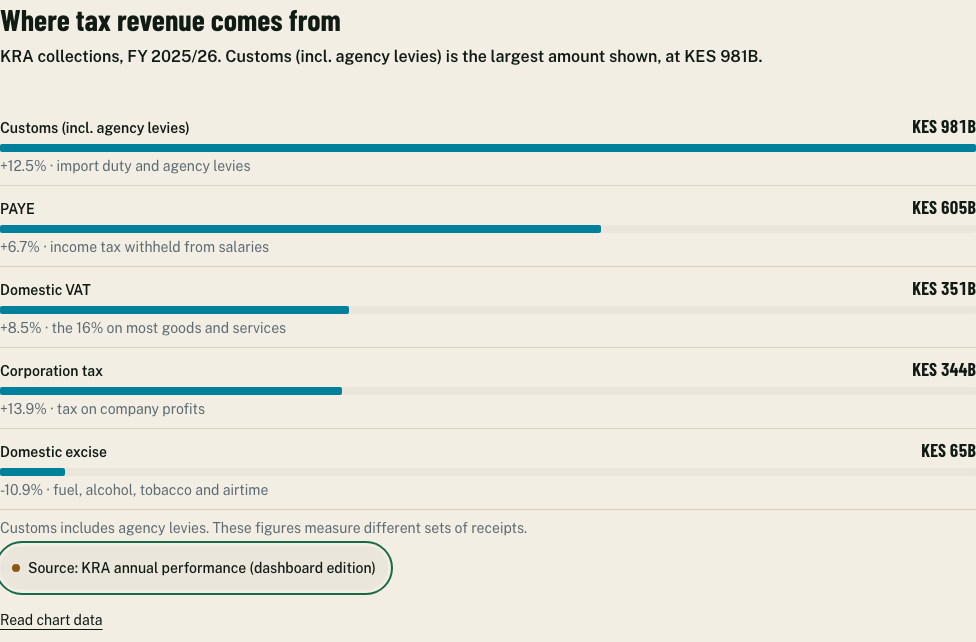 Where tax revenue comes from
KRA collections, FY 2025/26. Customs (incl. agency levies) is the largest amount shown, at KES 981B.
Customs (incl. agency levies) KES 981B
+12.5% · import duty and agency levies
PAYE KES 605B
+6.7% · income tax withheld from salaries
Domestic VAT KES 351B
+8.5% · the 16% on most goods and services
Corporation tax KES 344B
+13.9% · tax on company profits
Domestic excise KES 65B
-10.9% · fuel, alcohol, tobacco and airtime
Customs includes agency levies. These figures measure different sets of receipts.
Source: KRA annual performance (dashboard edition)
Read chart data